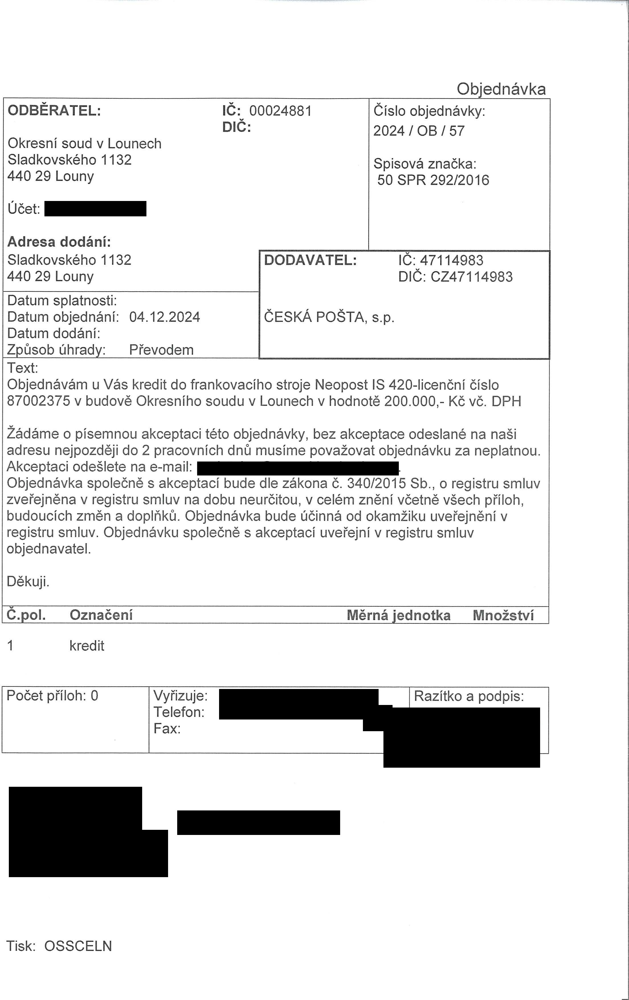 Objednávka
ODBĚRATEL: IČ: 00024881
DIČ:
Okresní soud v Lounech
Sladkovského 1132
440 29 Louny
Účet:
Číslo objednávky:
2024 / OB / 57
Spisová značka:
50 SPR 292/2016
Adresa dodání:
Sladkovského 1132
440 29 Louny
DODAVATEL: IČ: 47114983
DIČ: CZ47114983
ČESKÁ POŠTA, s.p.
Datum splatnosti:
Datum objednání: 04.12.2024
Datum dodání:
Způsob úhrady: Převodem
Text:
Objednávám u Vás kredit do frankovacího stroje Neopost IS 420-licenční číslo
87002375 v budově Okresního soudu v Lounech v hodnotě 200.000,- Kč vč. DPH
Žádáme o písemnou akceptaci této objednávky, bez akceptace odeslané na naši
adresu nejpozději do 2 pracovních dnů musíme považovat objednávku za neplatnou.
Akceptaci odešlete na e-mail: .
Objednávka společně s akceptací bude dle zákona č. 340/2015 Sb., o registru smluv
zveřejněna v registru smluv na dobu neurčitou, v celém znění včetně všech příloh,
budoucích změn a doplňků. Objednávka bude účinná od okamžiku uveřejnění v
registru smluv. Objednávku společně s akceptací uveřejní v registru smluv
objednavatel.
Děkuji.
Č.pol. Označení Měrná jednotka Množství
1 kredit
Počet příloh: 0
Vyřizuje:
Telefon:
Fax:
Razítko a podpis:
Tisk: OSSCELN